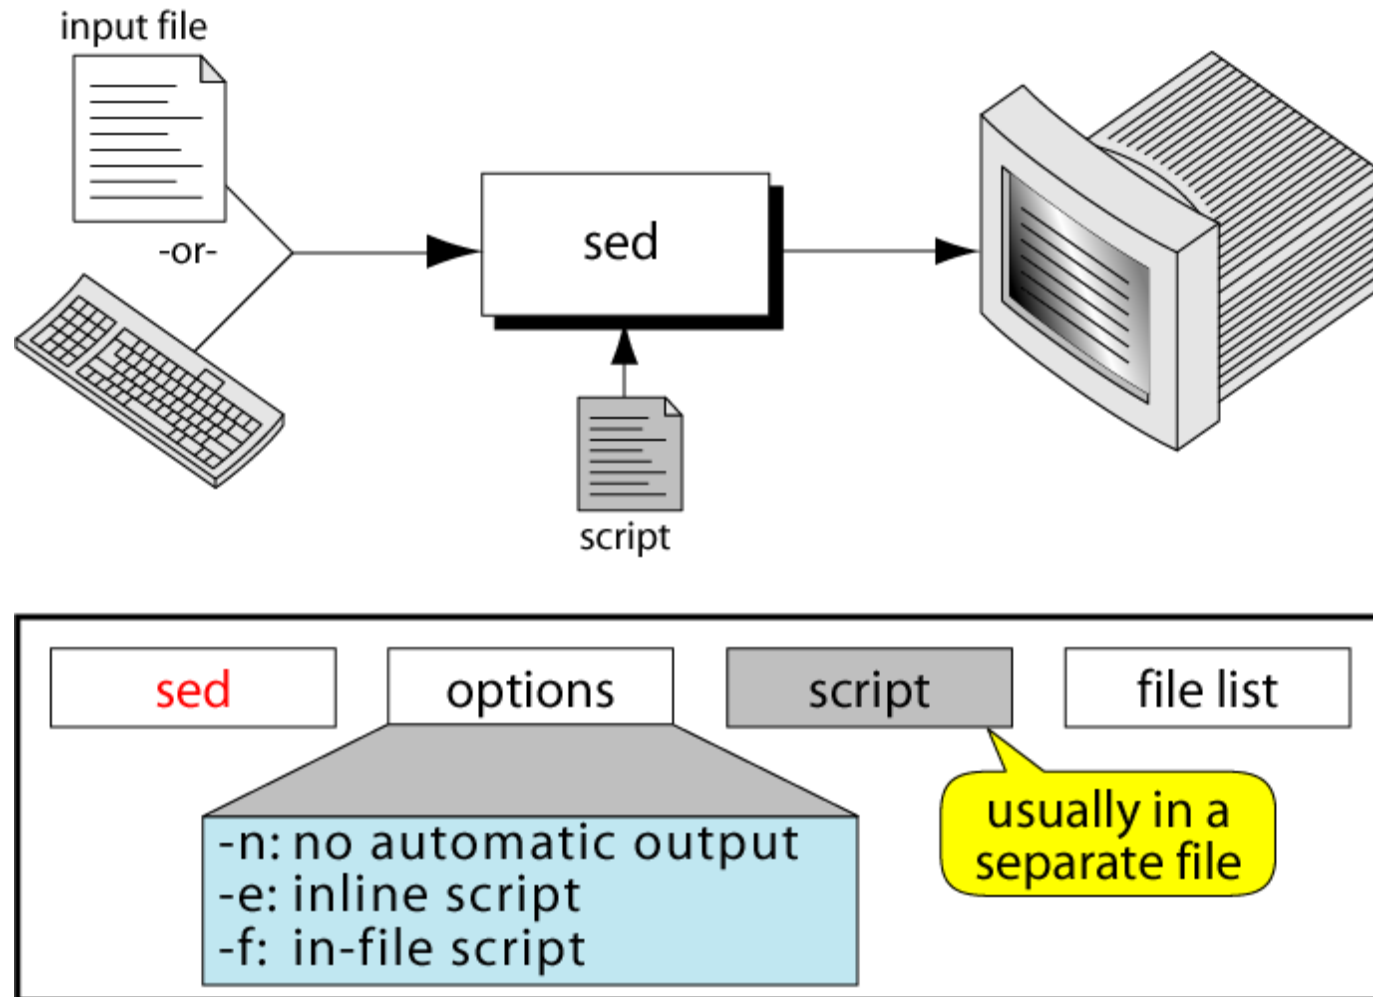 input file
-or-
sed
script
sed
options
script
file list
usually in a
separate file
-n: no automatic output
-e: inline script
-f: in-file script